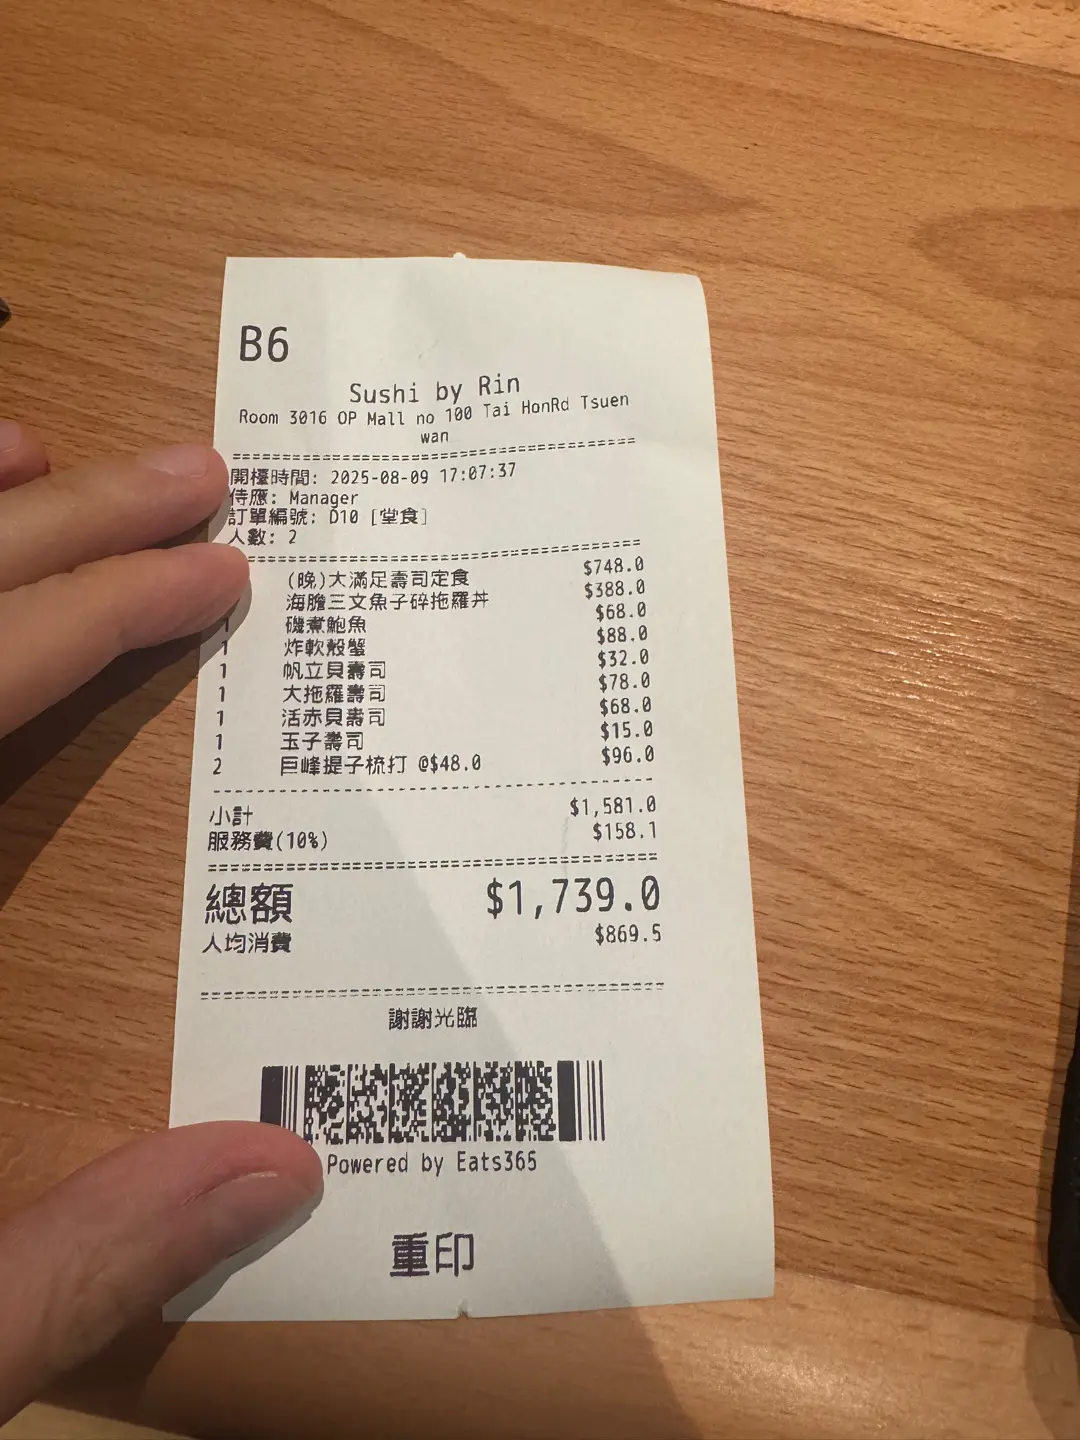 B6
Sushi by Rin
Room 3016 OP Mall no 100 Tai HonRd Tsuen
wan
開檯時間: 2025-08-09 17:07:37
侍應: Manager
訂單編號: D10 [堂食]
人數: 2
(晚)大滿足壽司定食 $748.0
海膽三文魚子碎拖羅丼 $388.0
1 磯煮鮑魚 $68.0
1 炸軟殼蟹 $88.0
1 帆立貝壽司 $32.0
1 大拖羅壽司 $78.0
1 活赤貝壽司 $68.0
1 玉子壽司 $15.0
2 巨峰提子梳打 @$48.0 $96.0
小計 $1,581.0
服務費(10%) $158.1
總額 $1,739.0
人均消費 $869.5
謝謝光臨
Powered by Eats365
重印